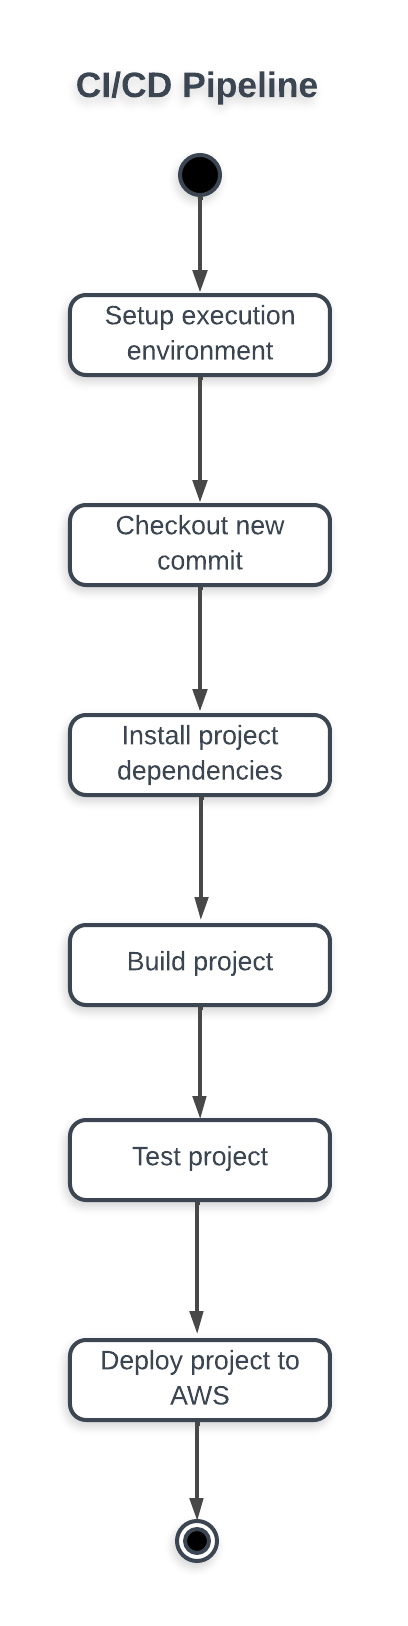 CI/CD Pipeline
Setup execution
environment
Checkout new
commit
Install project
dependencies
Build project
Test project
Deploy project to
AWS